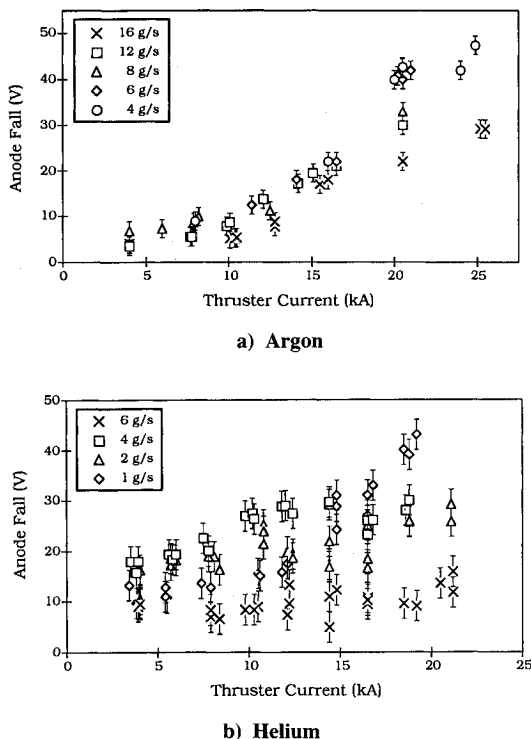 50
40
30
20
10
0
Anode Fall (V)
16 g/s
12 g/s
8 g/s
6 g/s
4 g/s
0 5 10 15 20 25
Thruster Current (kA)
a) Argon
50
40
30
20
10
0
Anode Fall (V)
6 g/s
4 g/s
2 g/s
1 g/s
0 5 10 15 20 25
Thruster Current (kA)
b) Helium